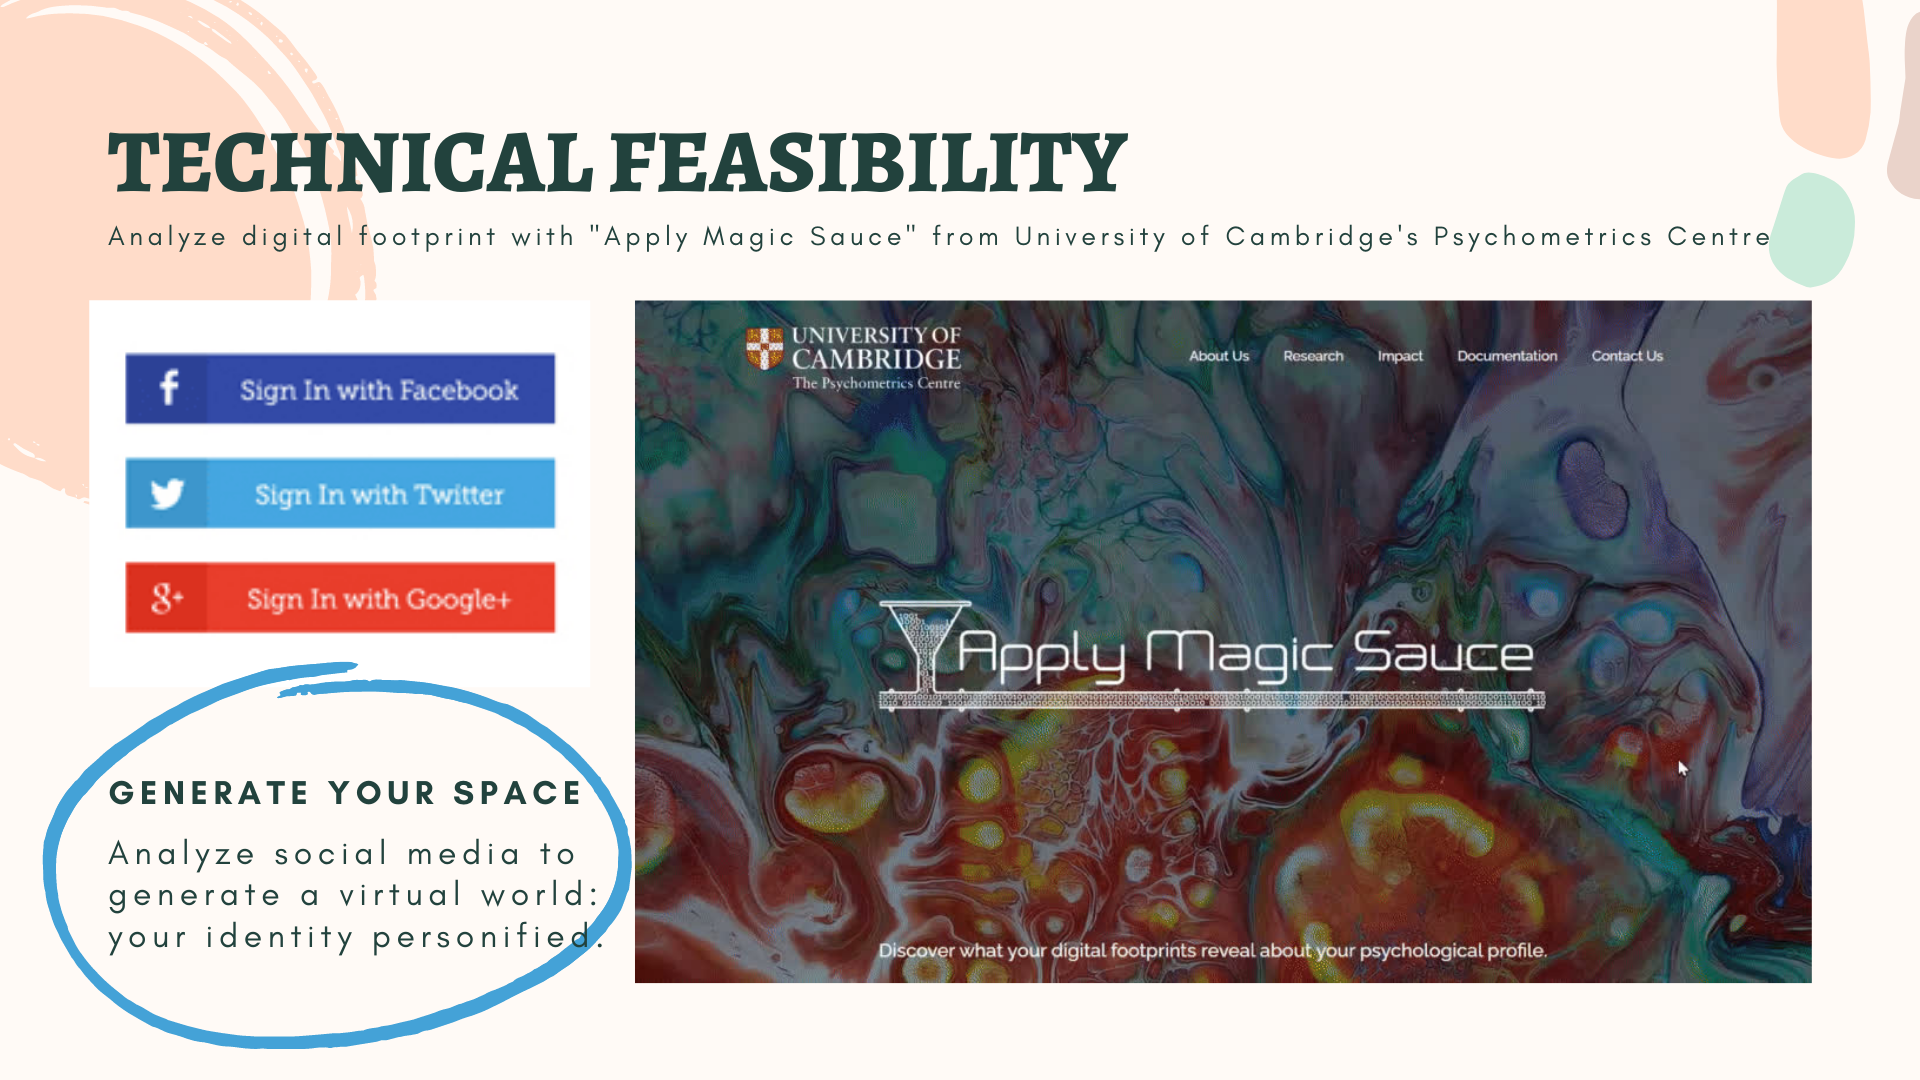 TECHNICAL FEASIBILITY
Analyze digital footprint with "Apply Magic Sauce" from University of Cambridge's Psychometrics Centre
Sign In with Facebook
Sign In with Twitter
g+ Sign In with Google+
GENERATE YOUR SPACE
Analyze social media to
generate a virtual world:
your identity personified.
UNIVERSITY OF
CAMBRIDGE
The Psychometrics Centre
About Us Research Impact Documentation Contact Us
Apply Magic Sauce
Discover what your digital footprints reveal about your psychological profile.